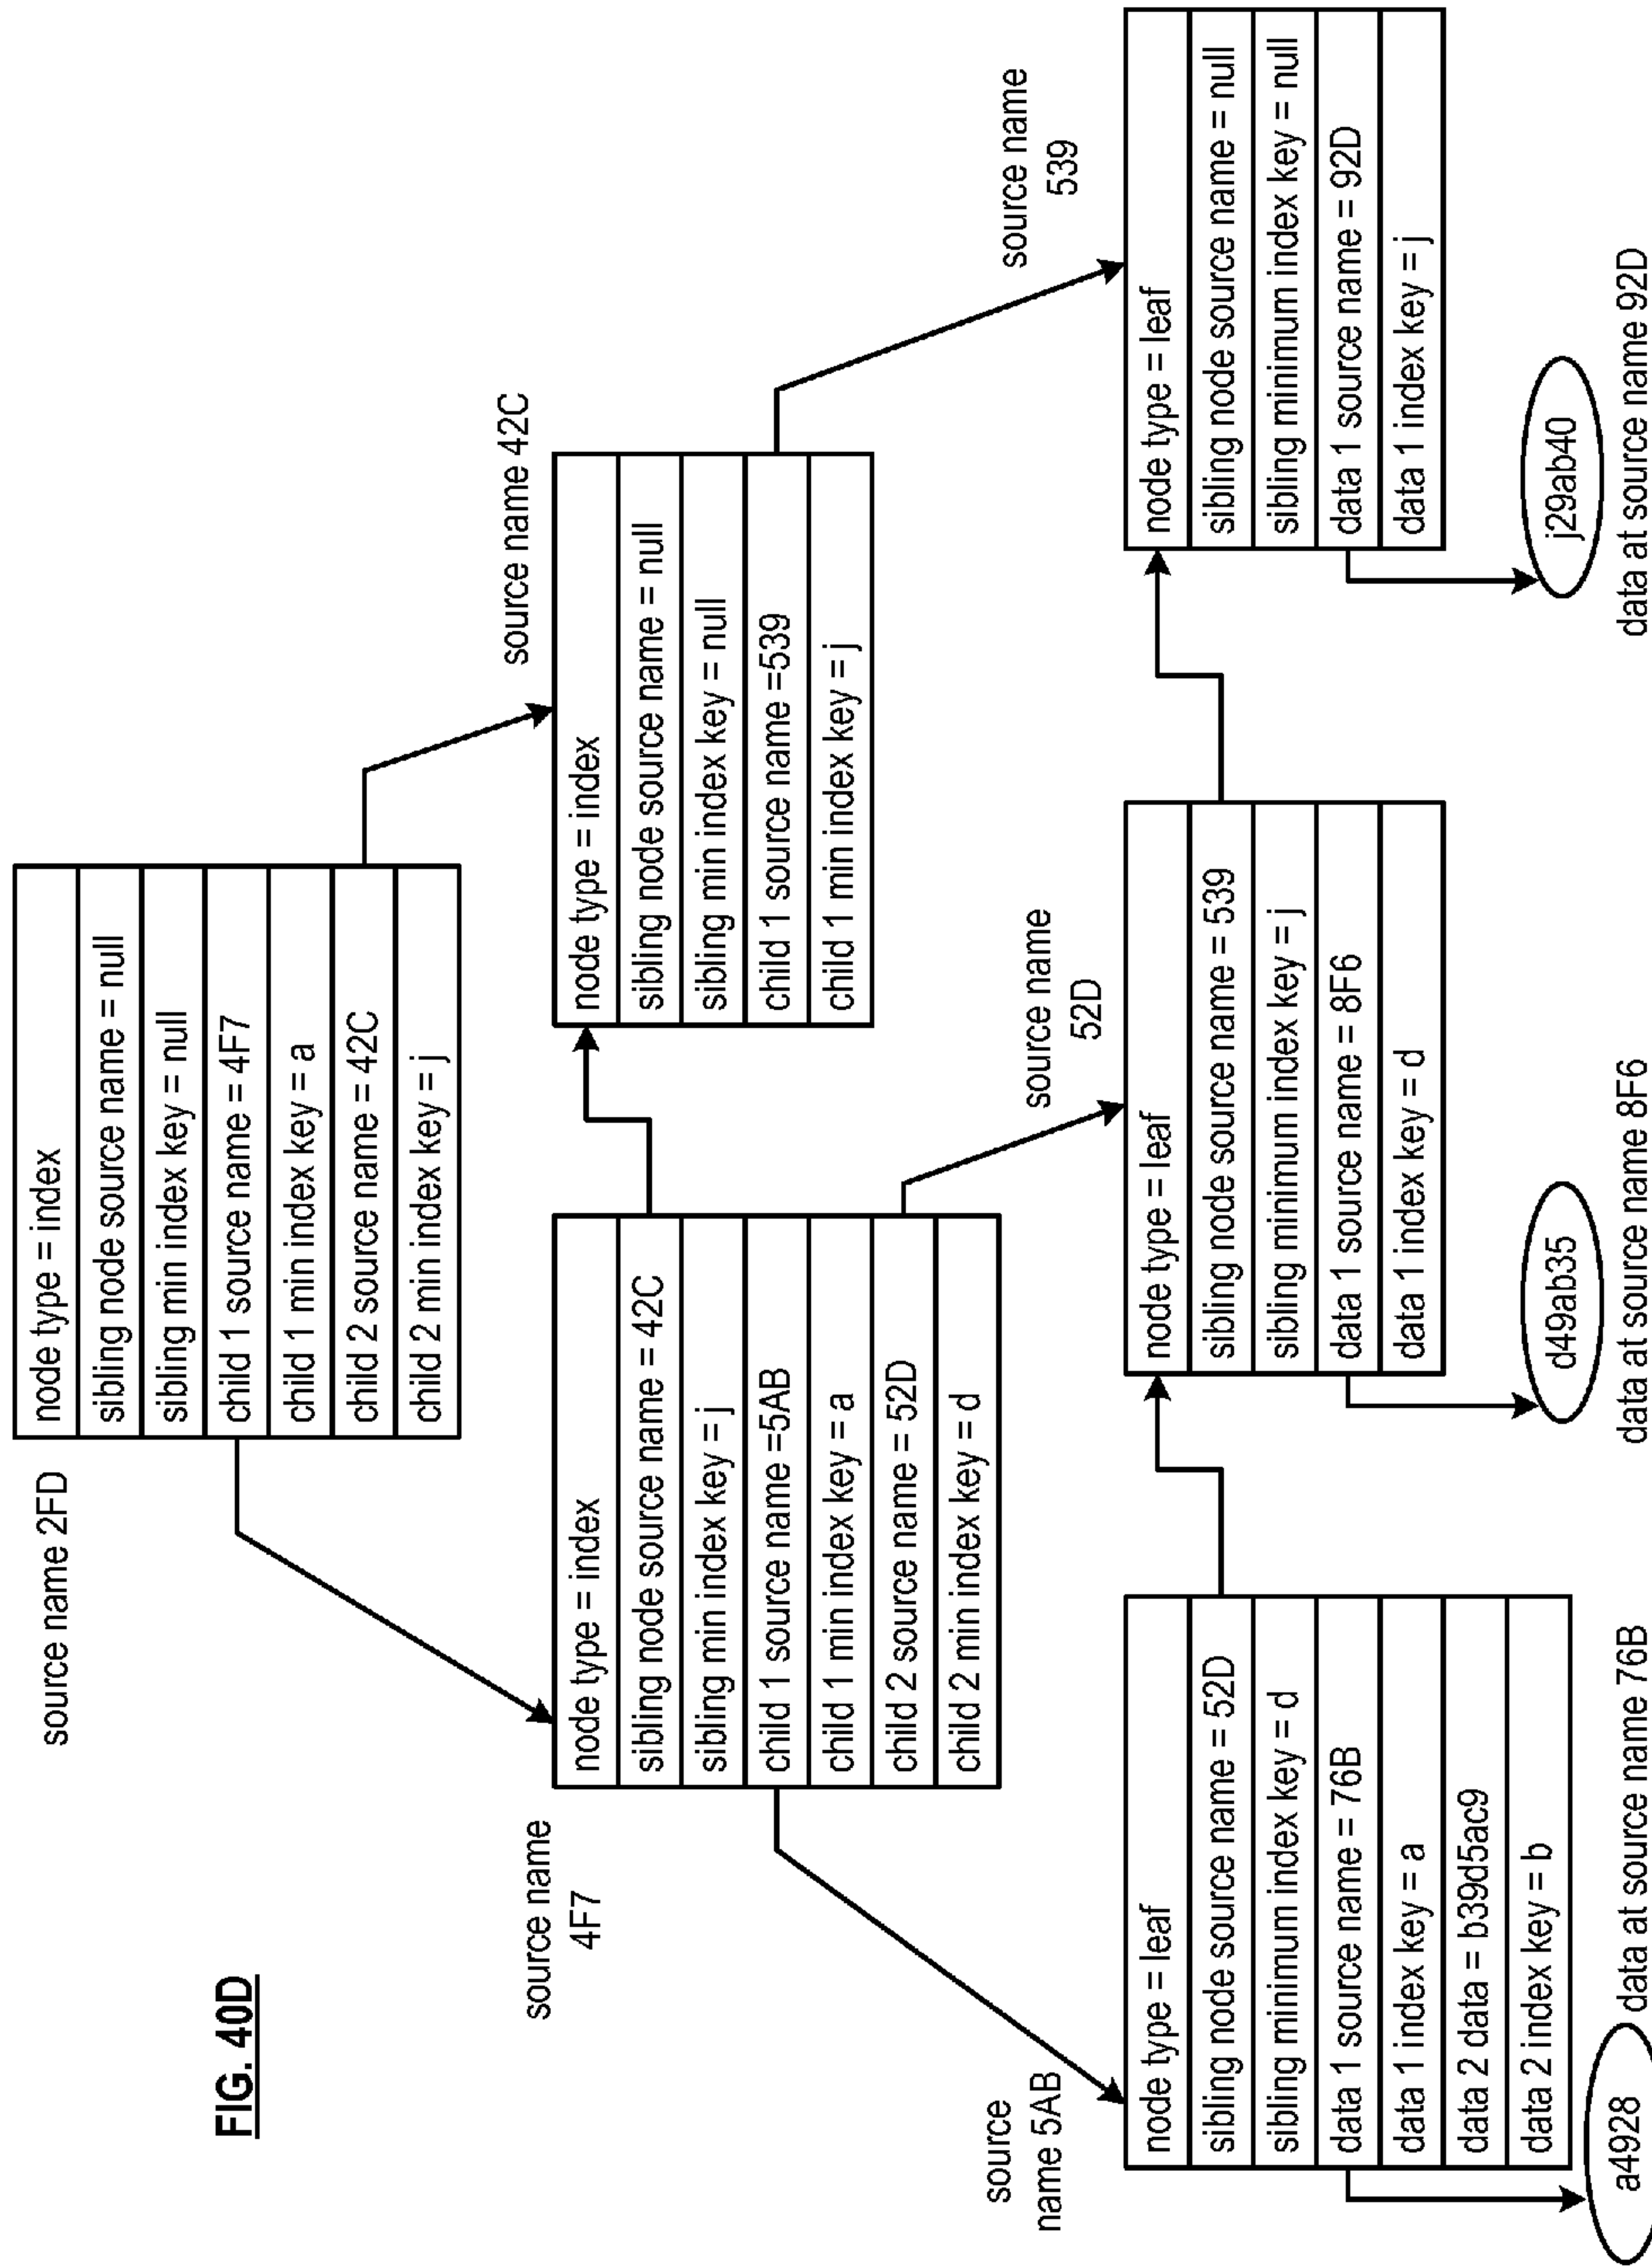 FIG. 40D
source name 2FD
node type = index
sibling node source name = null
sibling min index key = null
child 1 source name = 4F7
child 1 min index key = a
child 2 source name = 42C
child 2 min index key = j
source name
4F7
node type = index
sibling node source name = 42C
sibling min index key = j
child 1 source name =5AB
child 1 min index key = a
child 2 source name = 52D
child 2 min index key = d
source name 42C
node type = index
sibling node source name = null
sibling min index key = null
child 1 source name =539
child 1 min index key = j
source
name 5AB
node type = leaf
sibling node source name = 52D
sibling minimum index key = d
data 1 source name = 76B
data 1 index key = a
data 2 data = b39d5ac9
data 2 index key = b
a4928
data at source name 76B
source name
52D
node type = leaf
sibling node source name = 539
sibling minimum index key = j
data 1 source name = 8F6
data 1 index key = d
d49ab35
data at source name 8F6
source name
539
node type = leaf
sibling node source name = null
sibling minimum index key = null
data 1 source name = 92D
data 1 index key = j
j29ab40
data at source name 92D